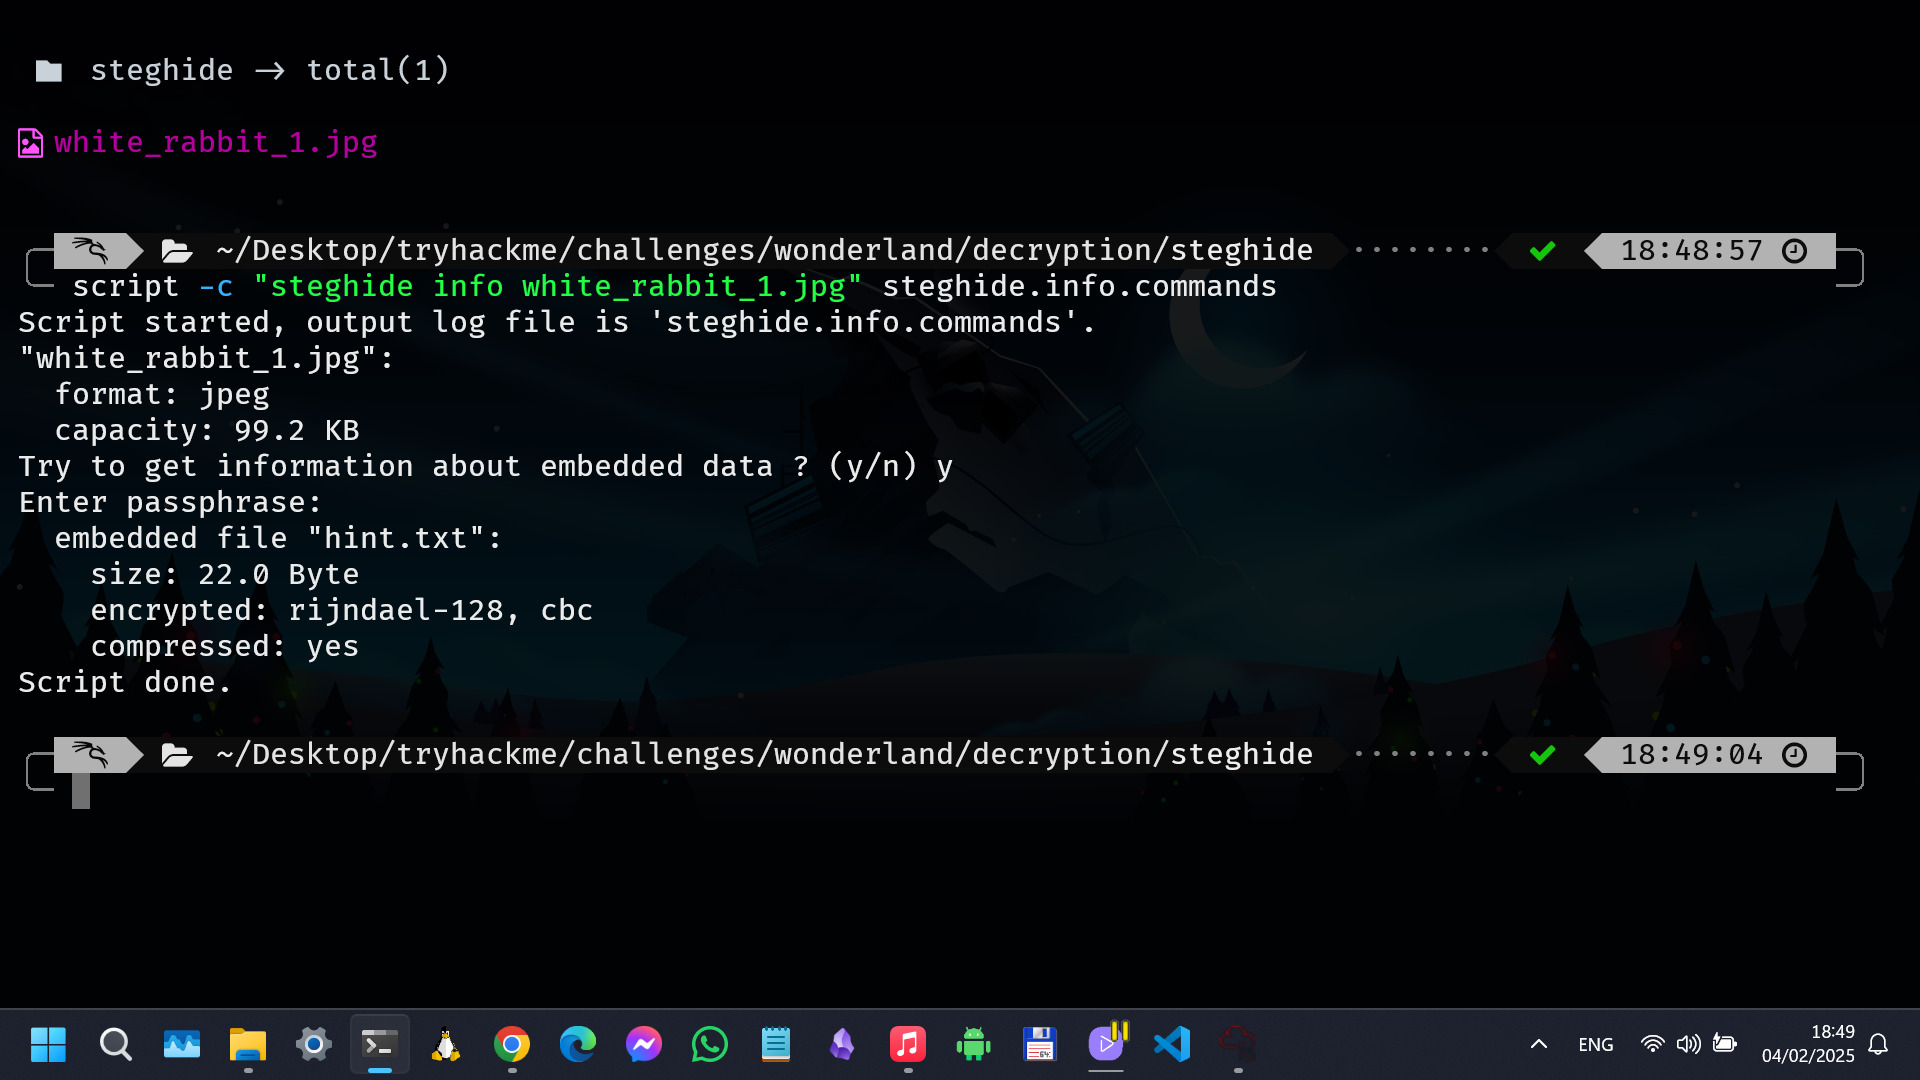 steghide → total(1)
white_rabbit_1.jpg
~/Desktop/tryhackme/challenges/wonderland/decryption/steghide ········ ✔ 18:48:57
script -c "steghide info white_rabbit_1.jpg" steghide.info.commands
Script started, output log file is 'steghide.info.commands'.
"white_rabbit_1.jpg":
format: jpeg
capacity: 99.2 KB
Try to get information about embedded data ? (y/n) y
Enter passphrase:
embedded file "hint.txt":
size: 22.0 Byte
encrypted: rijndael-128, cbc
compressed: yes
Script done.
~/Desktop/tryhackme/challenges/wonderland/decryption/steghide ········ ✔ 18:49:04
64
ENG
18:49
04/02/2025